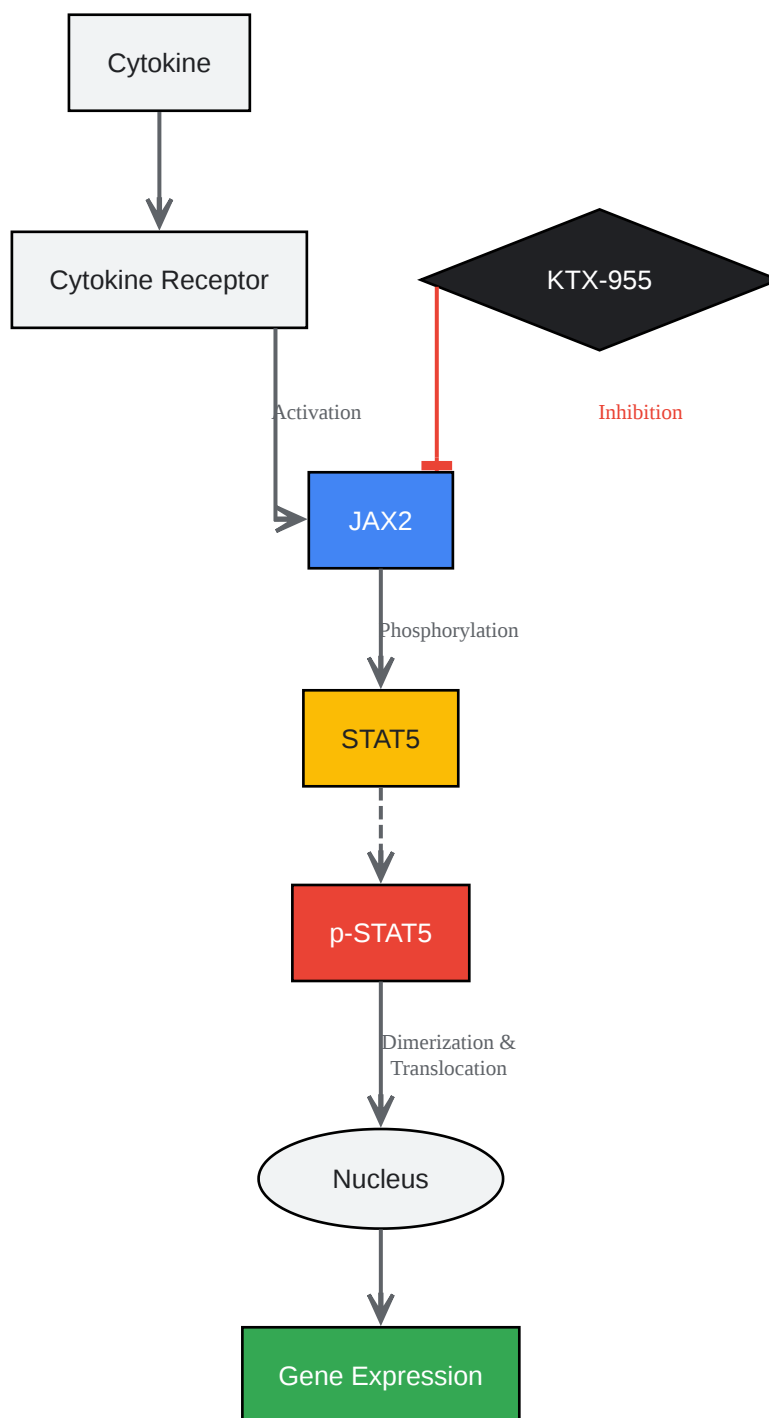 Cytokine
Cytokine Receptor
KTX-955
Activation
Inhibition
JAX2
Phosphorylation
STAT5
p-STAT5
Dimerization &
Translocation
Nucleus
Gene Expression